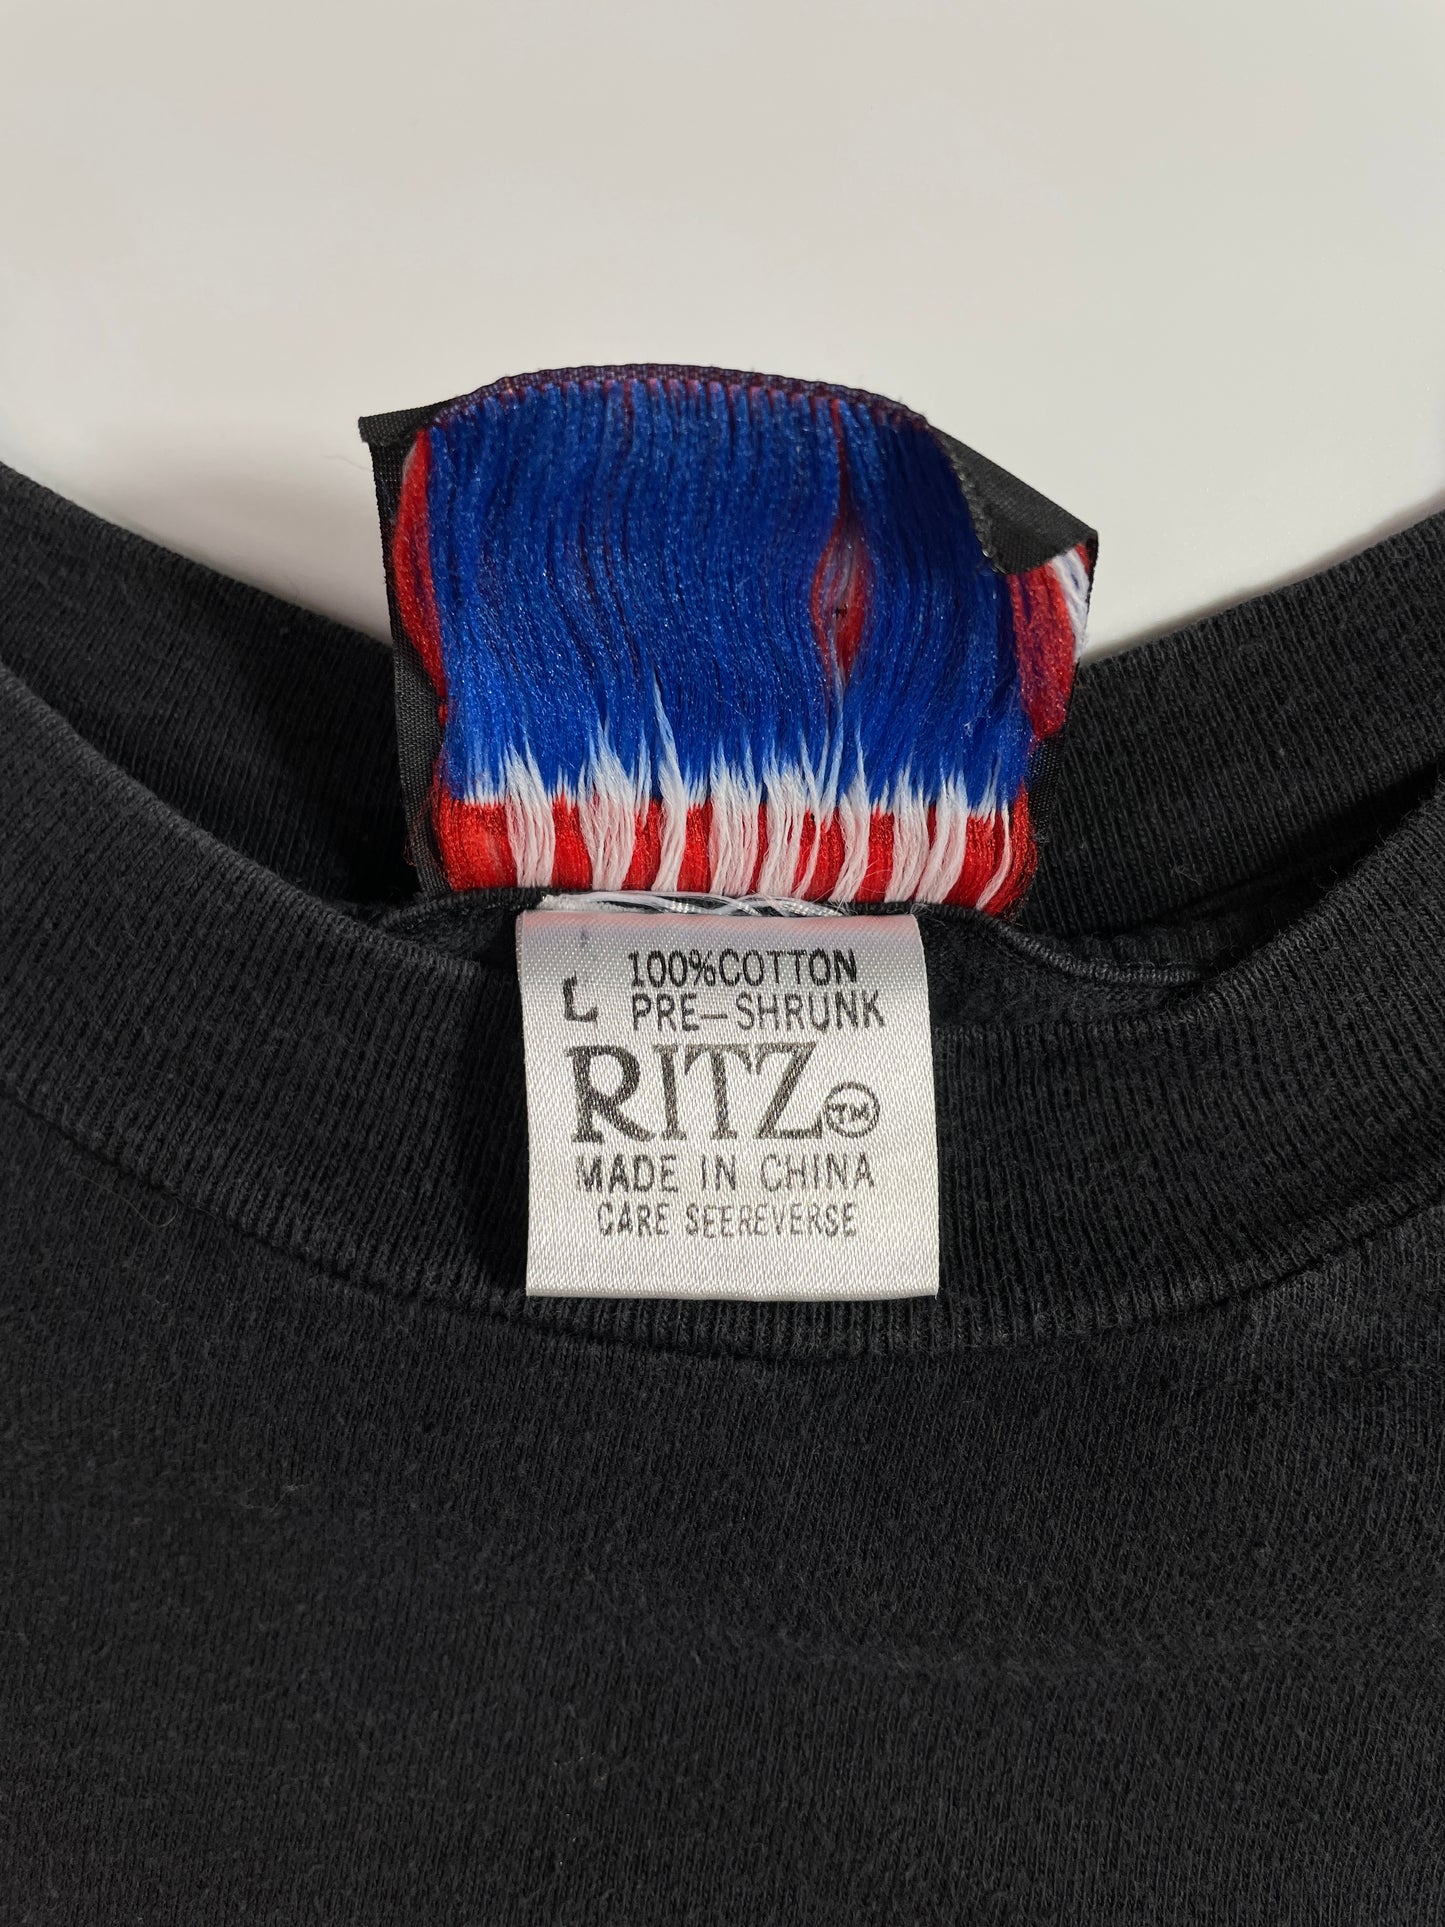 L 100%COTTON
PRE-SHRUNK
RITZ TM
MADE IN CHINA
CARE SEEREVERSE